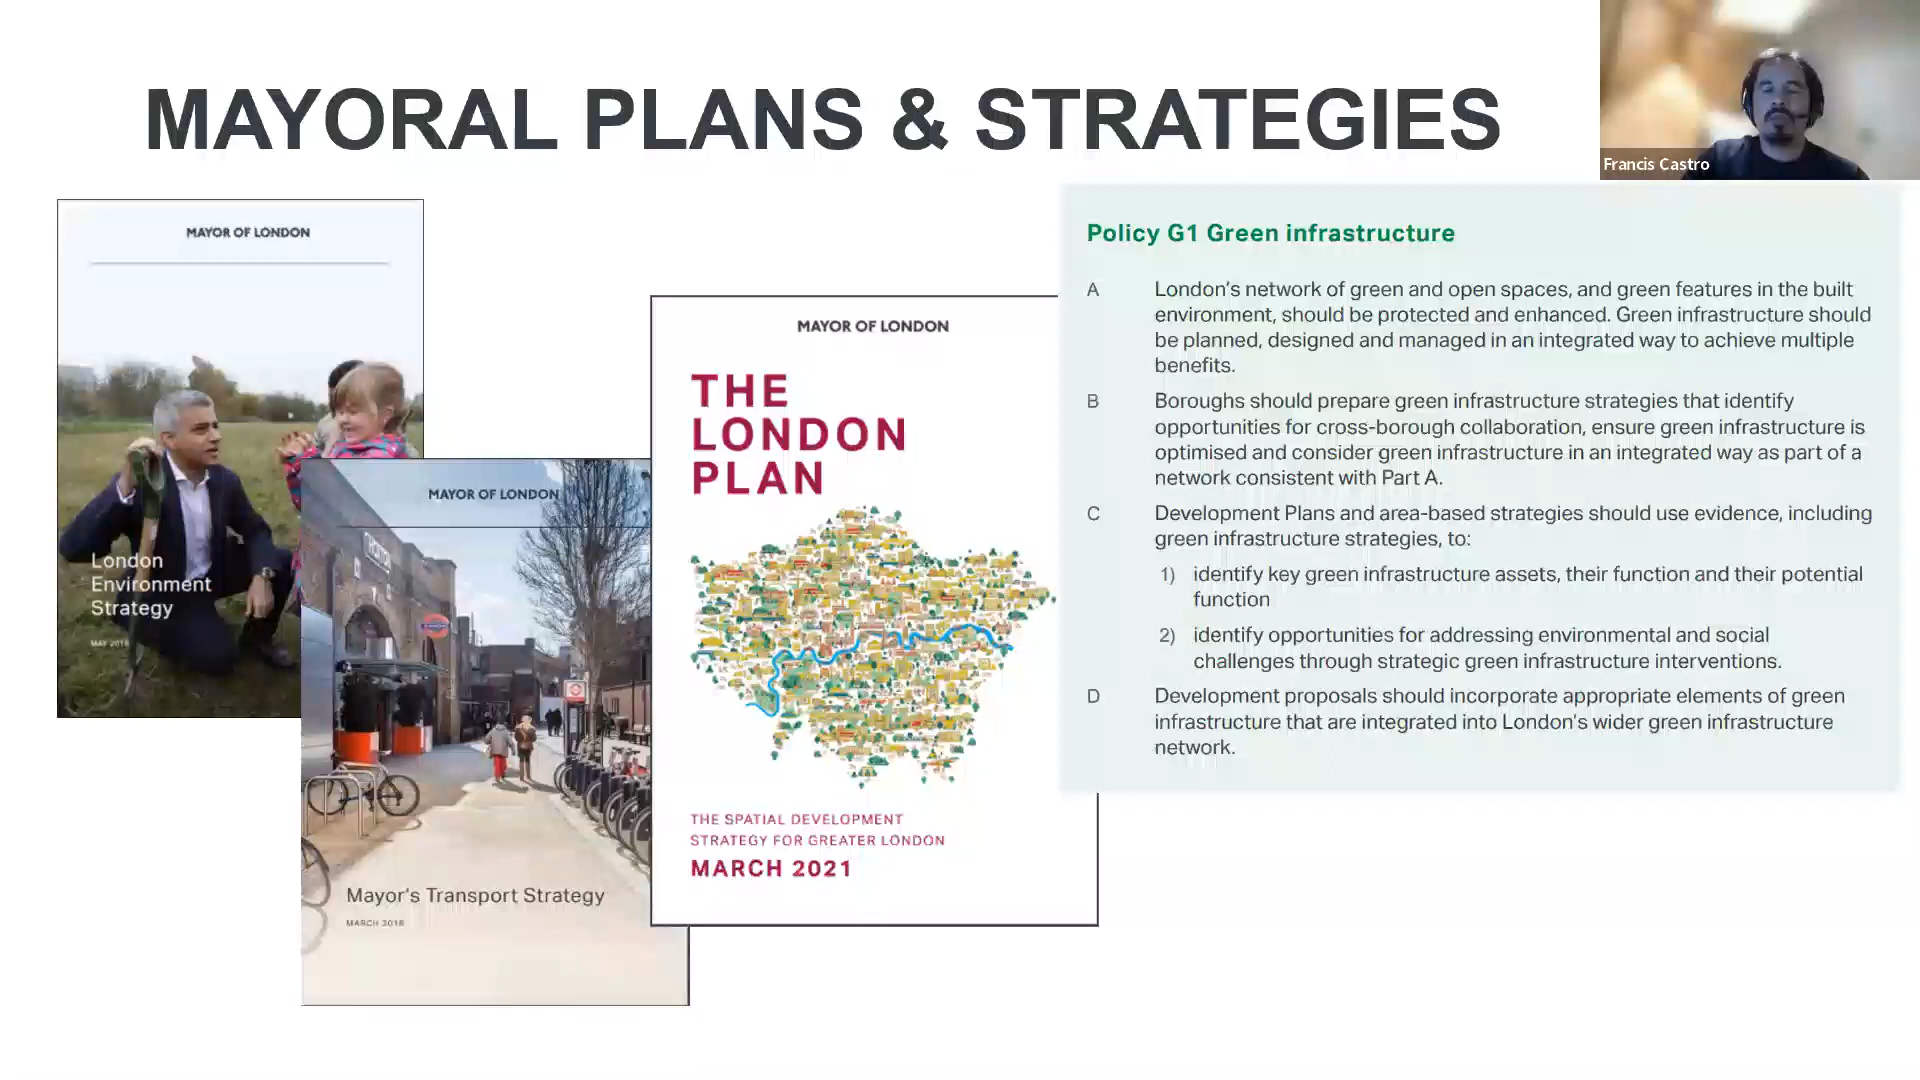 MAYORAL PLANS & STRATEGIES
Francis Castro
MAYOR OF LONDON
London
Environment
Strategy
MAY 2018
MAYOR OF LONDON
Mayor's Transport Strategy
MARCH 2018
MAYOR OF LONDON
THE
LONDON
PLAN
THE SPATIAL DEVELOPMENT
STRATEGY FOR GREATER LONDON
MARCH 2021
Policy G1 Green infrastructure
A London's network of green and open spaces, and green features in the built
environment, should be protected and enhanced. Green infrastructure should
be planned, designed and managed in an integrated way to achieve multiple
benefits.
B Boroughs should prepare green infrastructure strategies that identify
opportunities for cross-borough collaboration, ensure green infrastructure is
optimised and consider green infrastructure in an integrated way as part of a
network consistent with Part A.
C Development Plans and area-based strategies should use evidence, including
green infrastructure strategies, to:
1) identify key green infrastructure assets, their function and their potential
function
2) identify opportunities for addressing environmental and social
challenges through strategic green infrastructure interventions.
D Development proposals should incorporate appropriate elements of green
infrastructure that are integrated into London's wider green infrastructure
network.